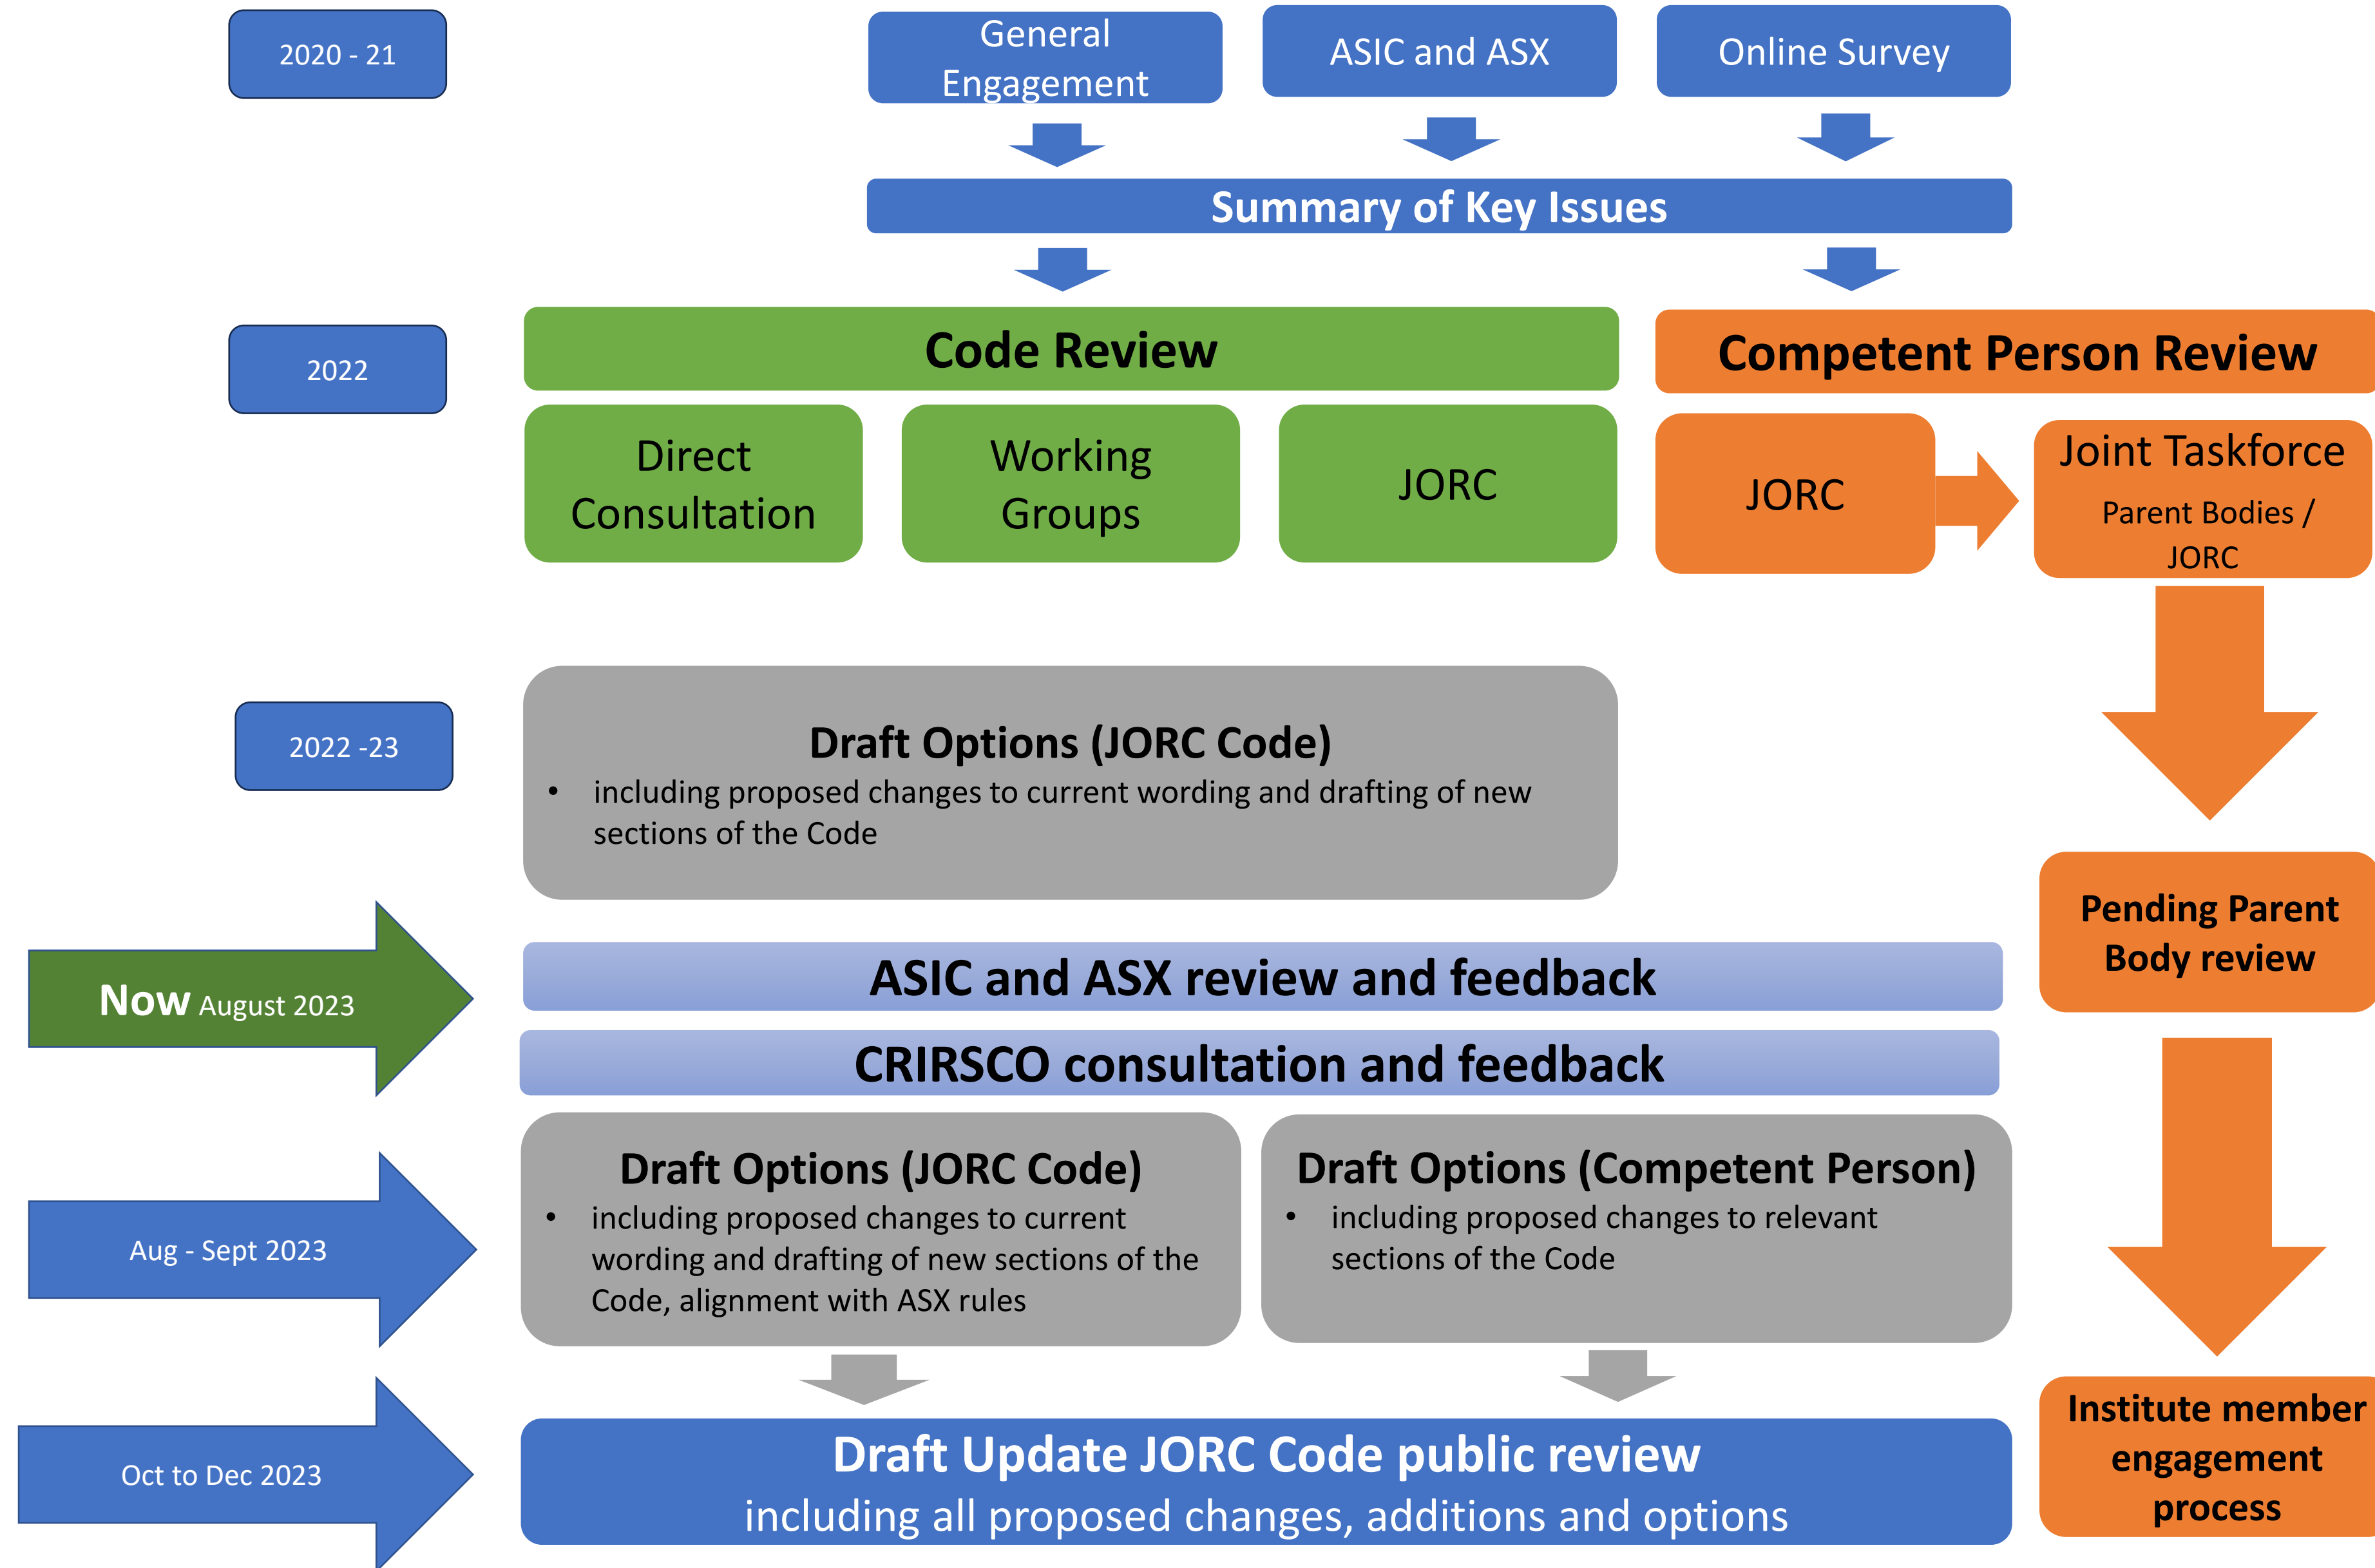 2020 - 21
General
Engagement
ASIC and ASX
Online Survey
Summary of Key Issues
2022
Code Review
Competent Person Review
Direct
Consultation
Working
Groups
JORC
JORC
Joint Taskforce
Parent Bodies /
JORC
2022 -23
Draft Options (JORC Code)
• including proposed changes to current wording and drafting of new
sections of the Code
Pending Parent
Body review
Now August 2023
ASIC and ASX review and feedback
CRIRSCO consultation and feedback
Aug - Sept 2023
Draft Options (JORC Code)
• including proposed changes to current
wording and drafting of new sections of the
Code, alignment with ASX rules
Draft Options (Competent Person)
• including proposed changes to relevant
sections of the Code
Oct to Dec 2023
Draft Update JORC Code public review
including all proposed changes, additions and options
Institute member
engagement
process